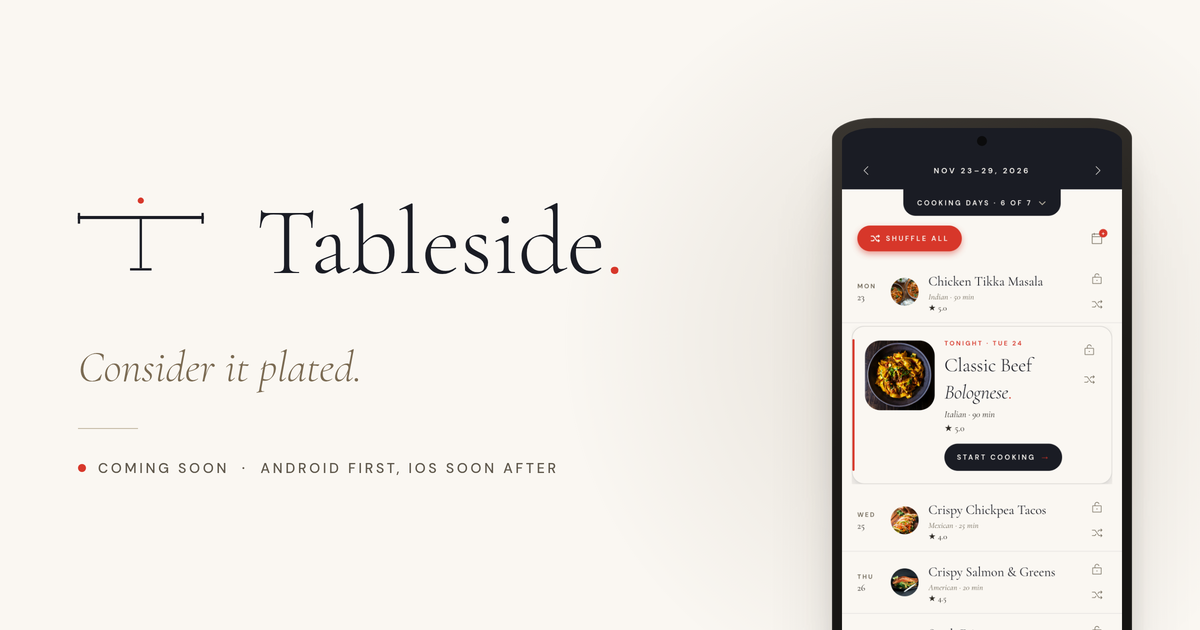 Tableside.
Consider it plated.
COMING SOON · ANDROID FIRST, IOS SOON AFTER
NOV 23–29, 2026
COOKING DAYS · 6 OF 7
SHUFFLE ALL
MON
23
Chicken Tikka Masala
Indian · 90 min
★ 5.0
TONIGHT · TUE 24
Classic Beef
Bolognese.
Italian · 90 min
★ 5.0
START COOKING →
WED
25
Crispy Chickpea Tacos
Mexican · 25 min
★ 4.0
THU
26
Crispy Salmon & Greens
American · 20 min
★ 4.5